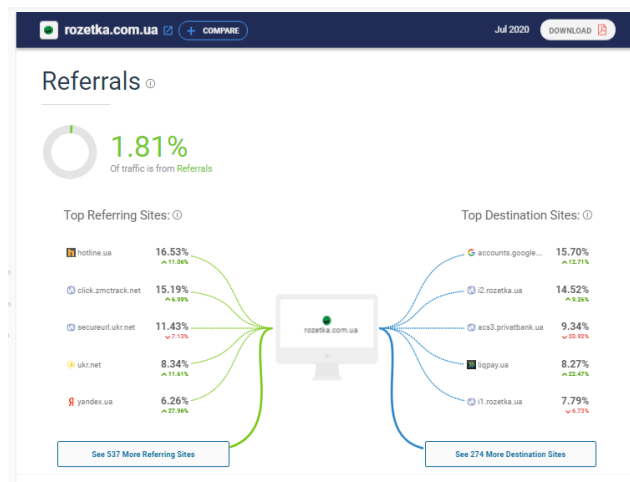 rozetka.com.ua
+ COMPARE
Jul 2020
DOWNLOAD
Referrals
1.81%
Of traffic is from Referrals
Top Referring Sites:
hotline.ua 16.53%
11.06%
click.zmctrack.net 15.19%
6.99%
secureurl.ukr.net 11.43%
7.13%
ukr.net 8.34%
11.61%
yandex.ua 6.26%
27.96%
See 537 More Referring Sites
rozetka.com.ua
Top Destination Sites:
accounts.google... 15.70%
12.71%
i2.rozetka.ua 14.52%
9.26%
acs3.privatbank.ua 9.34%
20.92%
liqpay.ua 8.27%
22.47%
i1.rozetka.ua 7.79%
6.73%
See 274 More Destination Sites